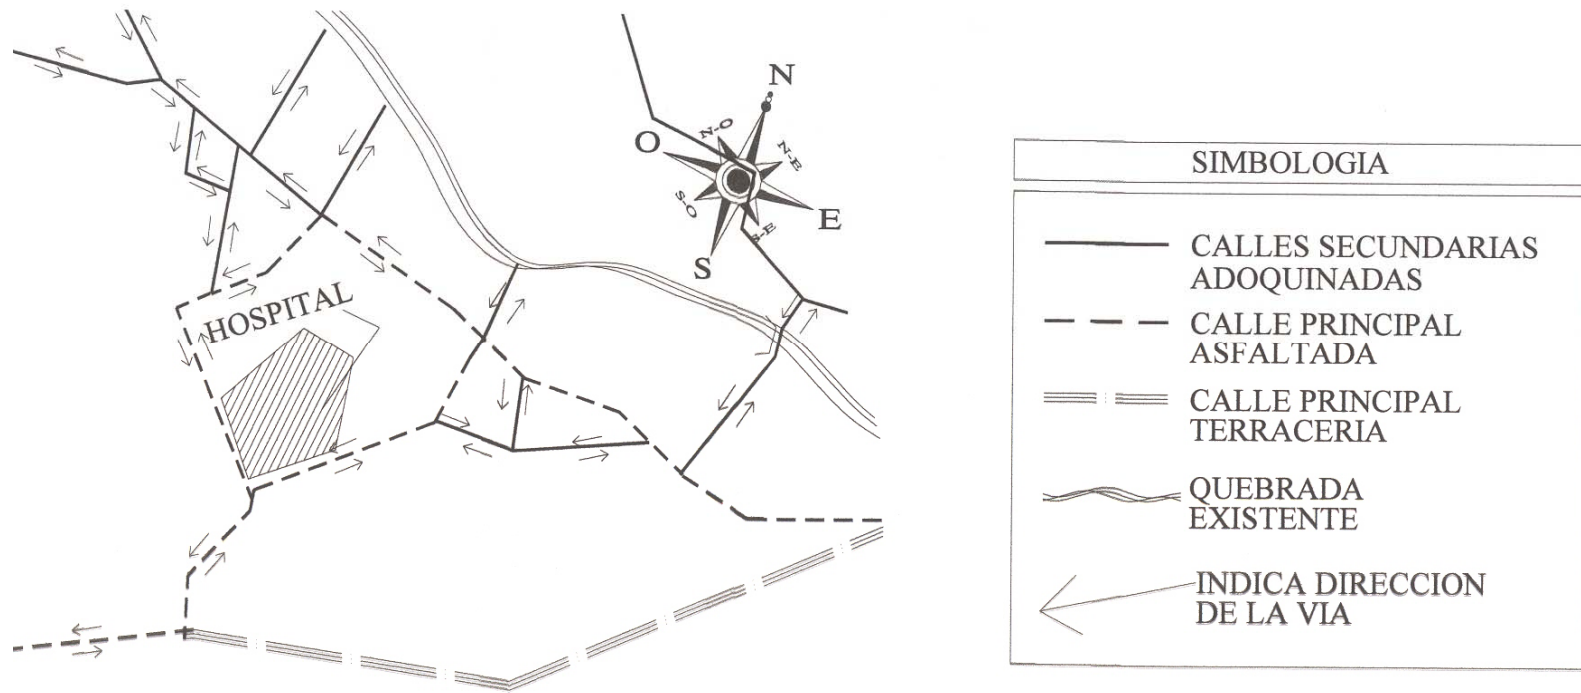 N
N-O
O
N-E
S-O
E
S-E
S
HOSPITAL
SIMBOLOGIA
CALLES SECUNDARIAS
ADOQUINADAS
CALLE PRINCIPAL
ASFALTADA
CALLE PRINCIPAL
TERRACERIA
QUEBRADA
EXISTENTE
INDICA DIRECCION
DE LA VIA